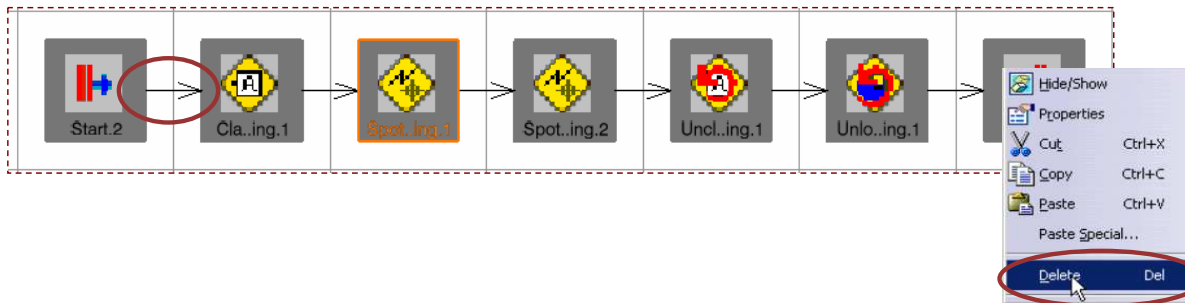 Start.2
Cla..ing.1
Spot..ing.1
Spot..ing.2
Uncl..ing.1
Unlo..ing.1
Hide/Show
Properties
Cut Ctrl+X
Copy Ctrl+C
Paste Ctrl+V
Paste Special...
Delete Del